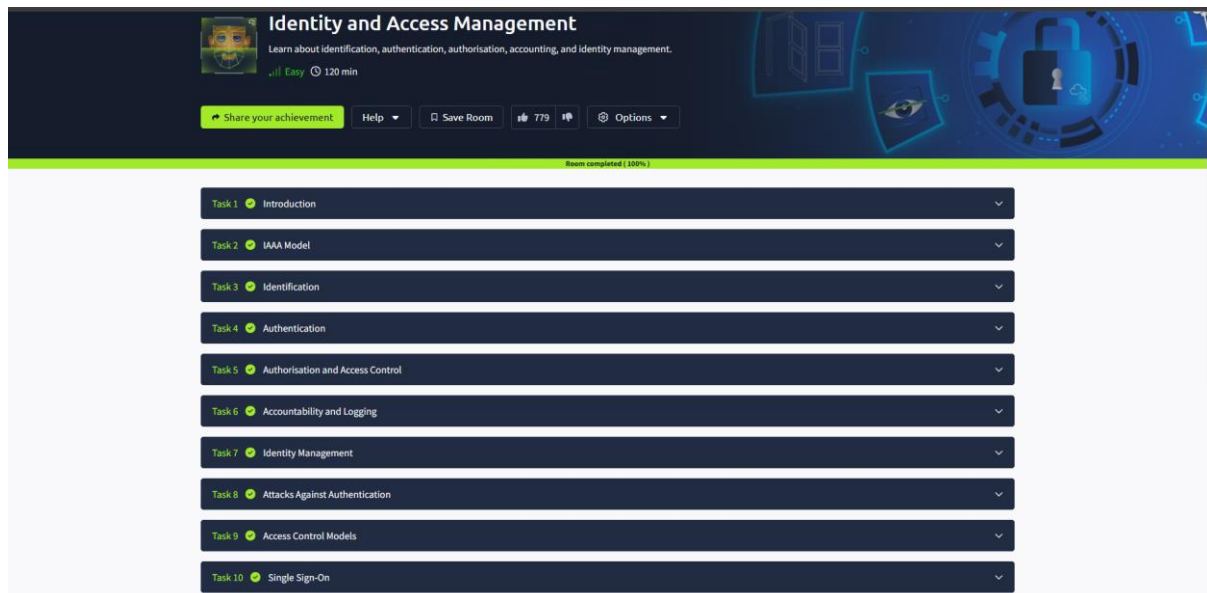 Identity and Access Management
Learn about identification, authentication, authorisation, accounting, and identity management.
Easy 120 min
Share your achievement Help Save Room 779 Options
Room completed ( 100% )
Task 1 Introduction
Task 2 IAAA Model
Task 3 Identification
Task 4 Authentication
Task 5 Authorisation and Access Control
Task 6 Accountability and Logging
Task 7 Identity Management
Task 8 Attacks Against Authentication
Task 9 Access Control Models
Task 10 Single Sign-On